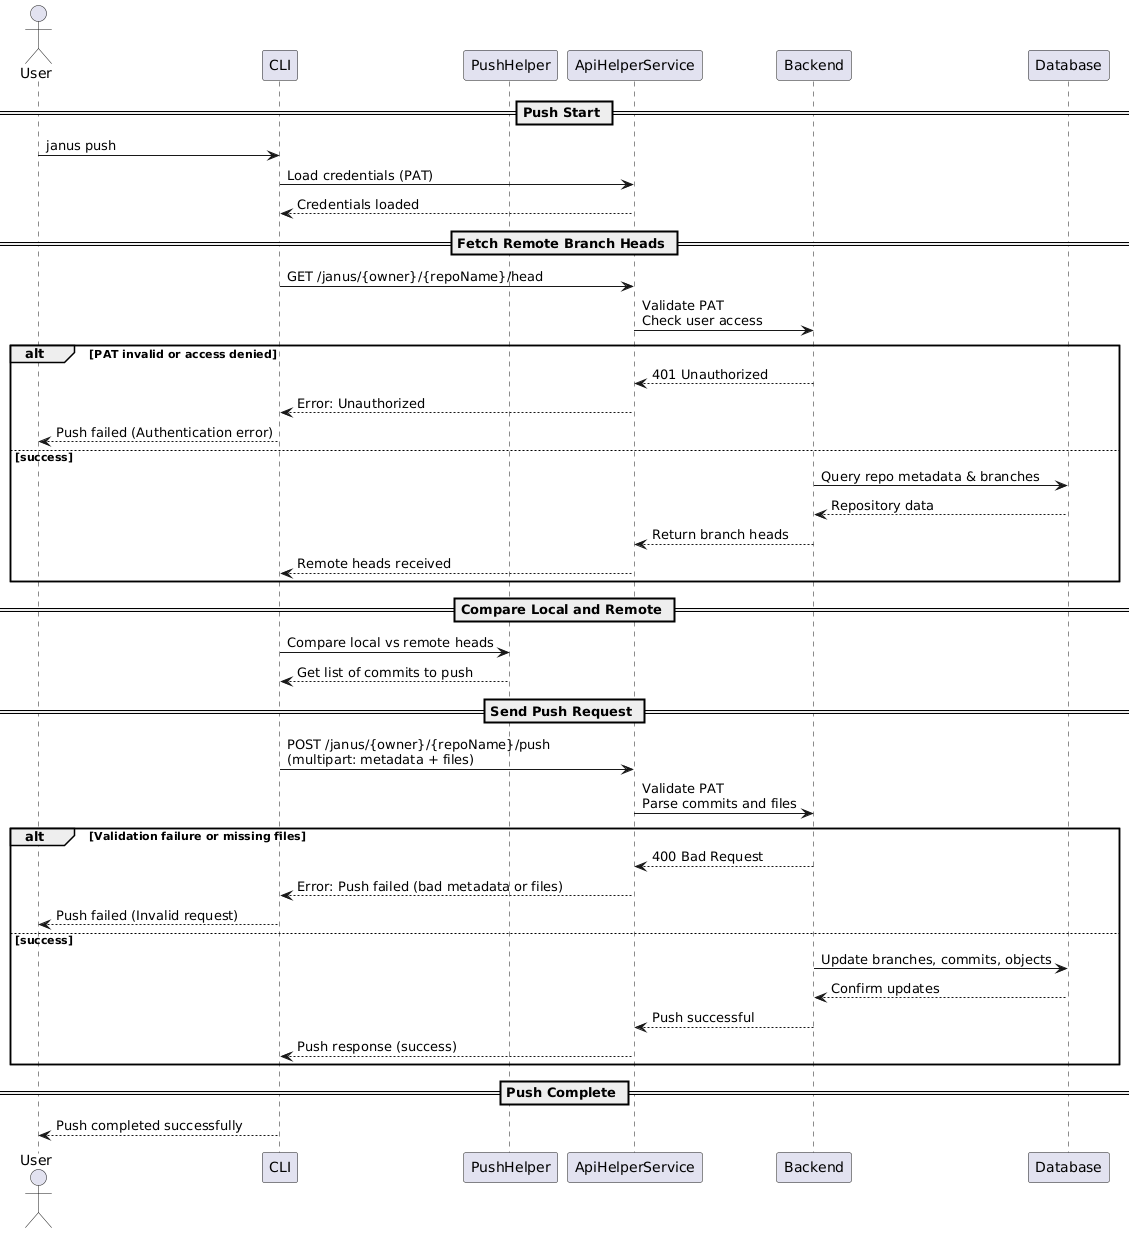 User
CLI
PushHelper
ApiHelperService
Backend
Database
Push Start
janus push
Load credentials (PAT)
Credentials loaded
Fetch Remote Branch Heads
GET /janus/{owner}/{repoName}/head
Validate PAT
Check user access
alt
[PAT invalid or access denied]
401 Unauthorized
Error: Unauthorized
Push failed (Authentication error)
[success]
Query repo metadata & branches
Repository data
Return branch heads
Remote heads received
Compare Local and Remote
Compare local vs remote heads
Get list of commits to push
Send Push Request
POST /janus/{owner}/{repoName}/push
(multipart: metadata + files)
Validate PAT
Parse commits and files
alt
[Validation failure or missing files]
400 Bad Request
Error: Push failed (bad metadata or files)
Push failed (Invalid request)
[success]
Update branches, commits, objects
Confirm updates
Push successful
Push response (success)
Push Complete
Push completed successfully
User
CLI
PushHelper
ApiHelperService
Backend
Database